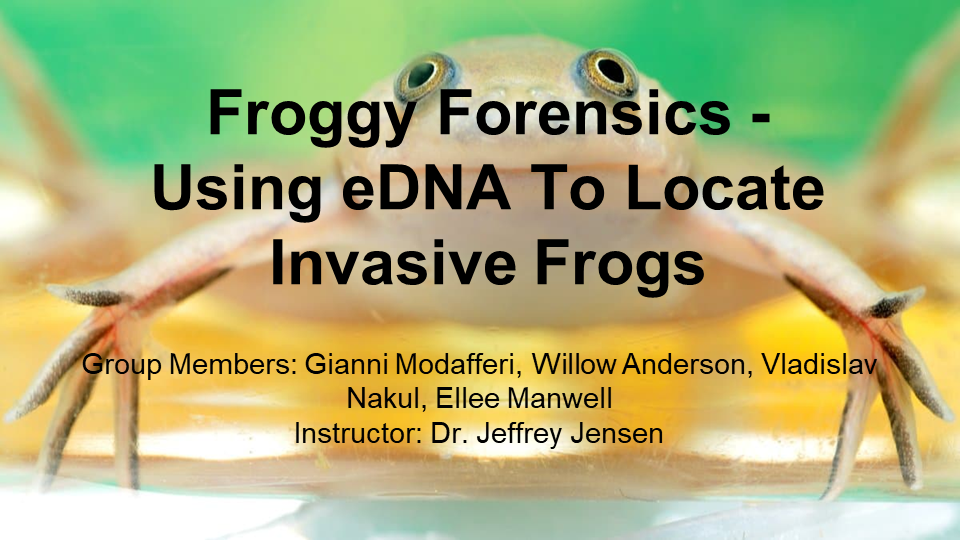 Froggy Forensics -
Using eDNA To Locate
Invasive Frogs
Group Members: Gianni Modafferi, Willow Anderson, Vladislav
Nakul, Ellee Manwell
Instructor: Dr. Jeffrey Jensen